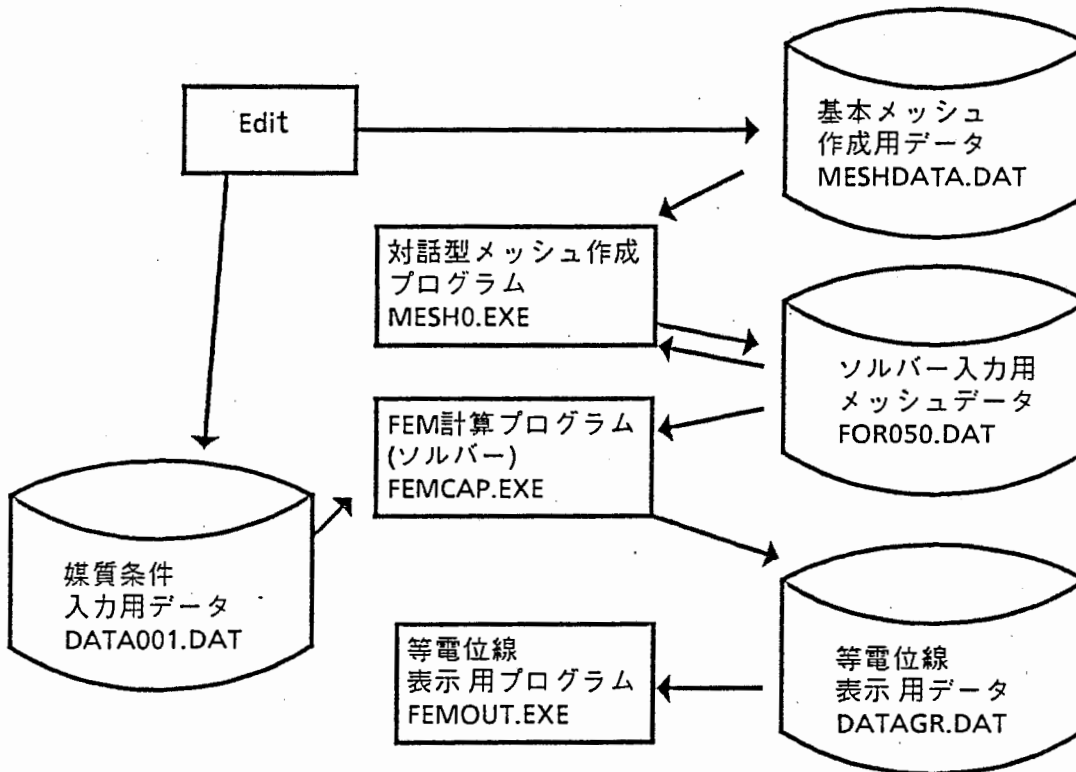 Edit
基本メッシュ
作成用データ
MESHDATA.DAT
対話型メッシュ作成
プログラム
MESH0.EXE
ソルバー入力用
メッシュデータ
FOR050.DAT
FEM計算プログラム
(ソルバー)
FEMCAP.EXE
媒質条件
入力用データ
DATA001.DAT
等電位線
表示 用プログラム
FEMOUT.EXE
等電位線
表示 用データ
DATAGR.DAT